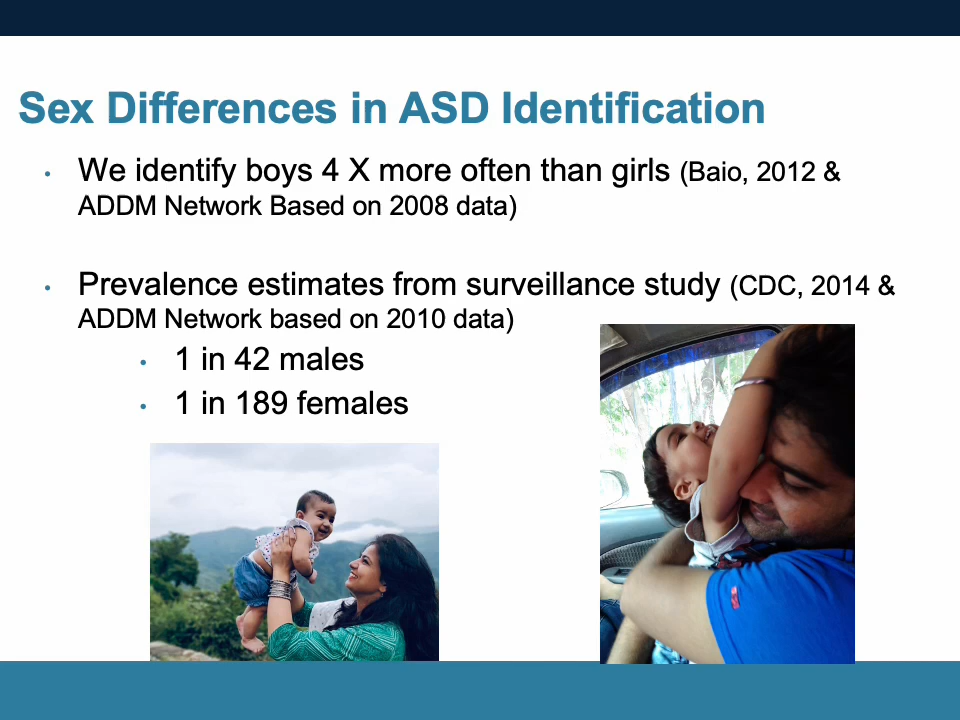 Sex Differences in ASD Identification
• We identify boys 4 X more often than girls (Baio, 2012 &
ADDM Network Based on 2008 data)
• Prevalence estimates from surveillance study (CDC, 2014 &
ADDM Network based on 2010 data)
• 1 in 42 males
• 1 in 189 females